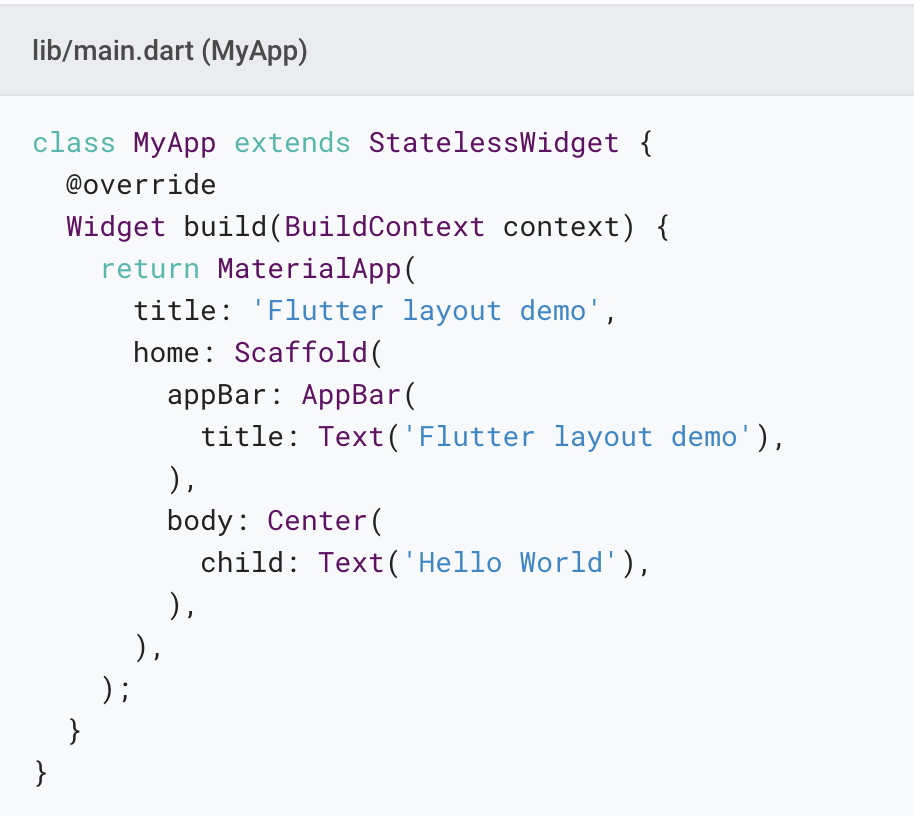 lib/main.dart (MyApp)
class MyApp extends StatelessWidget {
  @override
  Widget build(BuildContext context) {
    return MaterialApp(
      title: 'Flutter layout demo',
      home: Scaffold(
        appBar: AppBar(
          title: Text('Flutter layout demo'),
        ),
        body: Center(
          child: Text('Hello World'),
        ),
      ),
    );
  }
}